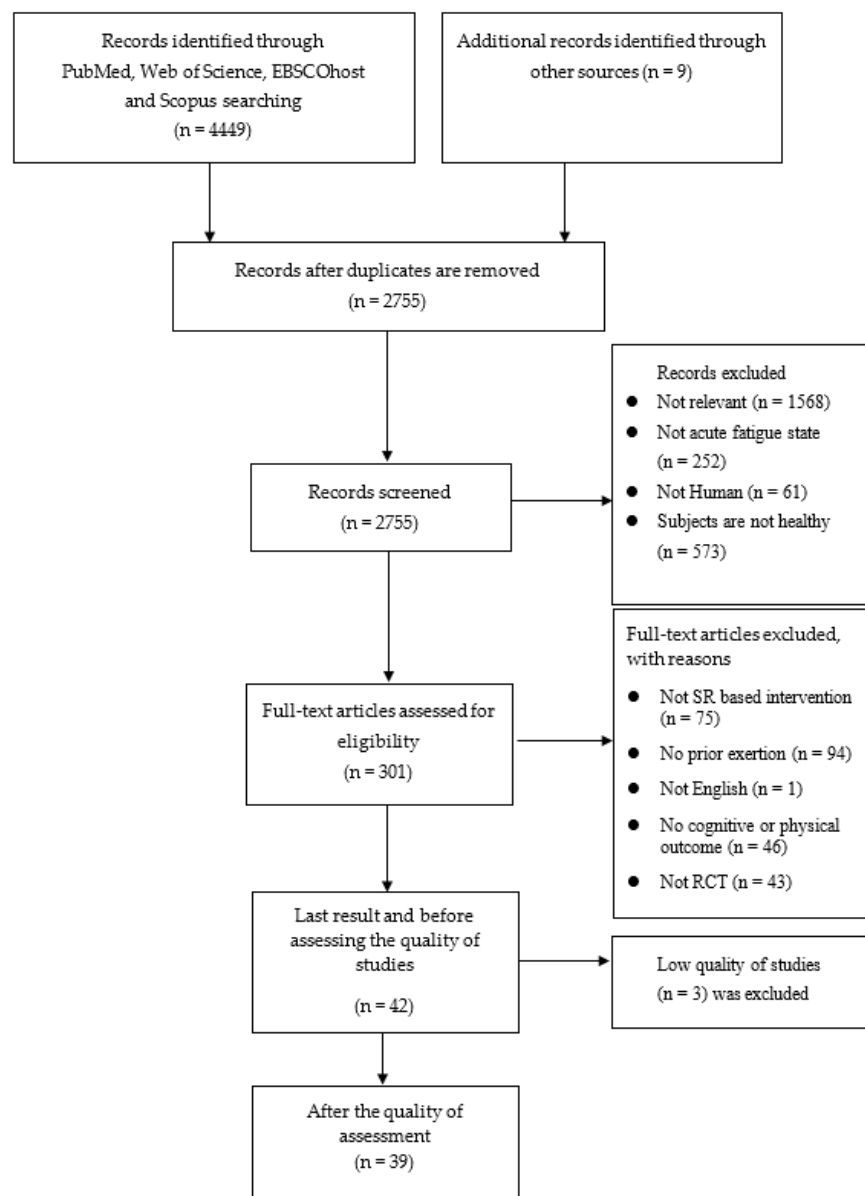 Records identified through
PubMed, Web of Science, EBSCOhost
and Scopus searching
(n = 4449)
Additional records identified through
other sources (n = 9)
Records after duplicates are removed
(n = 2755)
Records excluded
● Not relevant (n = 1568)
● Not acute fatigue state
(n = 252)
● Not Human (n = 61)
● Subjects are not healthy
(n = 573)
Records screened
(n = 2755)
Full-text articles excluded,
with reasons
● Not SR based intervention
(n = 75)
● No prior exertion (n = 94)
● Not English (n = 1)
● No cognitive or physical
outcome (n = 46)
● Not RCT (n = 43)
Full-text articles assessed for
eligibility
(n = 301)
Last result and before
assessing the quality of
studies
(n = 42)
Low quality of studies
(n = 3) was excluded
After the quality of
assessment
(n = 39)